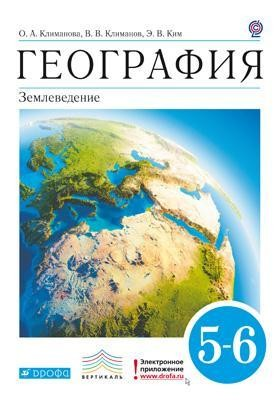 О. А. Климанова, В. В. Климанов, Э. В. Ким
ГЕОГРАФИЯ
Землеведение
5-6
дрофа
ВЕРТИКАЛЬ
! Электронное
приложение
www.drofa.ru